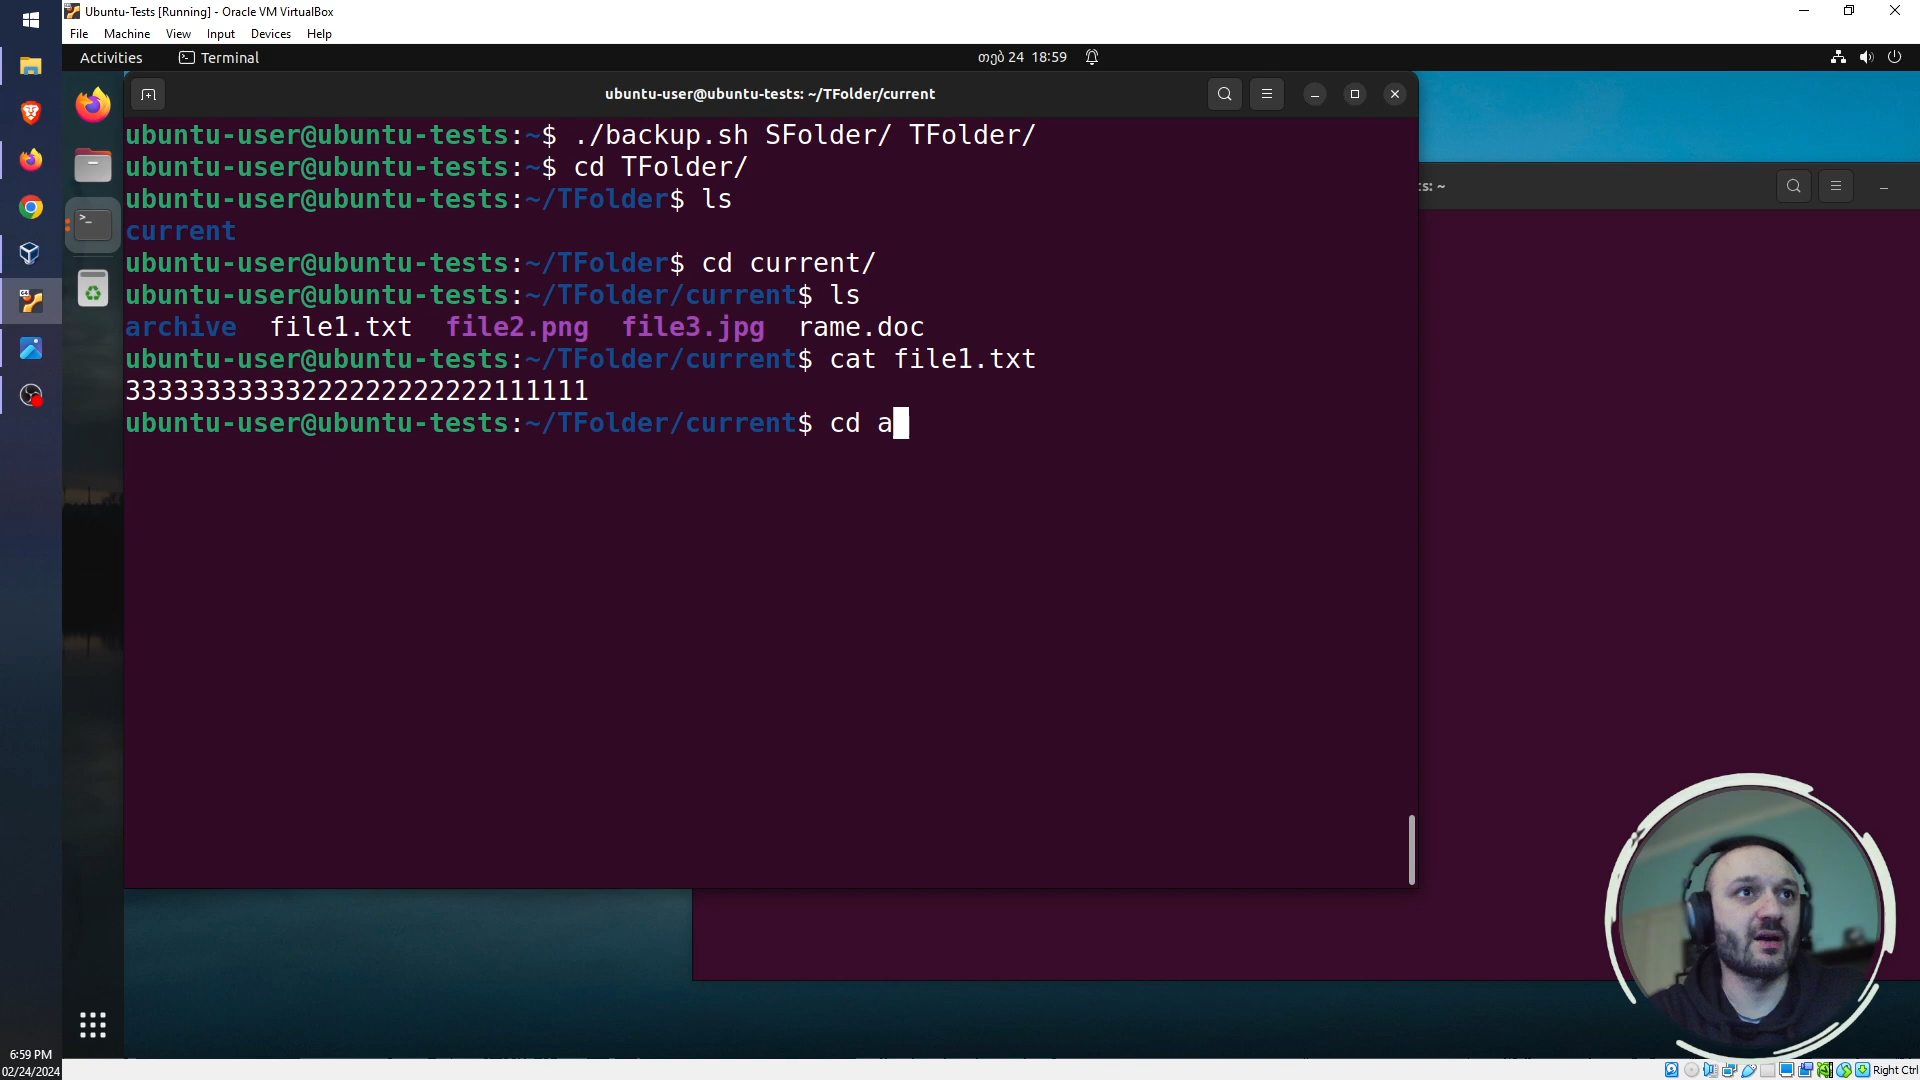 Ubuntu-Tests [Running] - Oracle VM VirtualBox
File Machine View Input Devices Help
Activities Terminal თებ 24 18:59
ubuntu-user@ubuntu-tests: ~/TFolder/current
ubuntu-user@ubuntu-tests:~$ ./backup.sh SFolder/ TFolder/
ubuntu-user@ubuntu-tests:~$ cd TFolder/
ts: ~
ubuntu-user@ubuntu-tests:~/TFolder$ ls
current
ubuntu-user@ubuntu-tests:~/TFolder$ cd current/
ubuntu-user@ubuntu-tests:~/TFolder/current$ ls
archive file1.txt file2.png file3.jpg rame.doc
ubuntu-user@ubuntu-tests:~/TFolder/current$ cat file1.txt
33333333333222222222222111111
ubuntu-user@ubuntu-tests:~/TFolder/current$ cd a
6:59 PM
02/24/2024
Right Ctrl